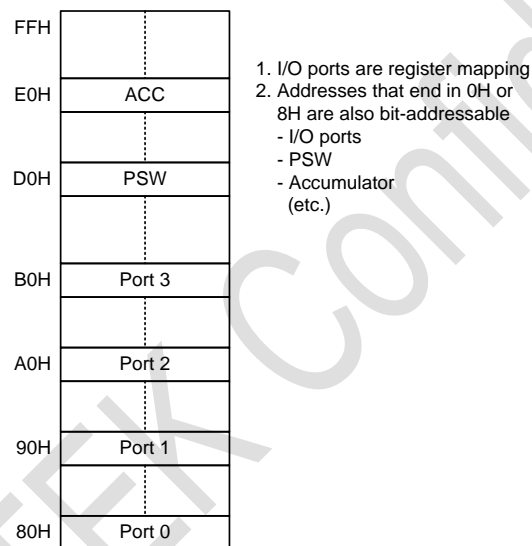 FFH
1. I/O ports are register mapping
2. Addresses that end in 0H or
8H are also bit-addressable
- I/O ports
- PSW
- Accumulator
(etc.)
E0H ACC
D0H PSW
B0H Port 3
A0H Port 2
90H Port 1
80H Port 0